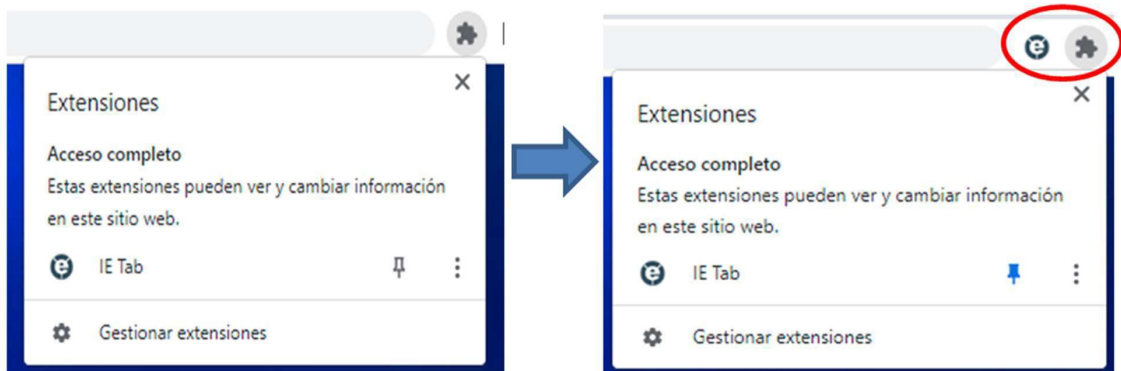 Extensiones
Acceso completo
Estas extensiones pueden ver y cambiar información
en este sitio web.
IE Tab
Gestionar extensiones
Extensiones
Acceso completo
Estas extensiones pueden ver y cambiar información
en este sitio web.
IE Tab
Gestionar extensiones